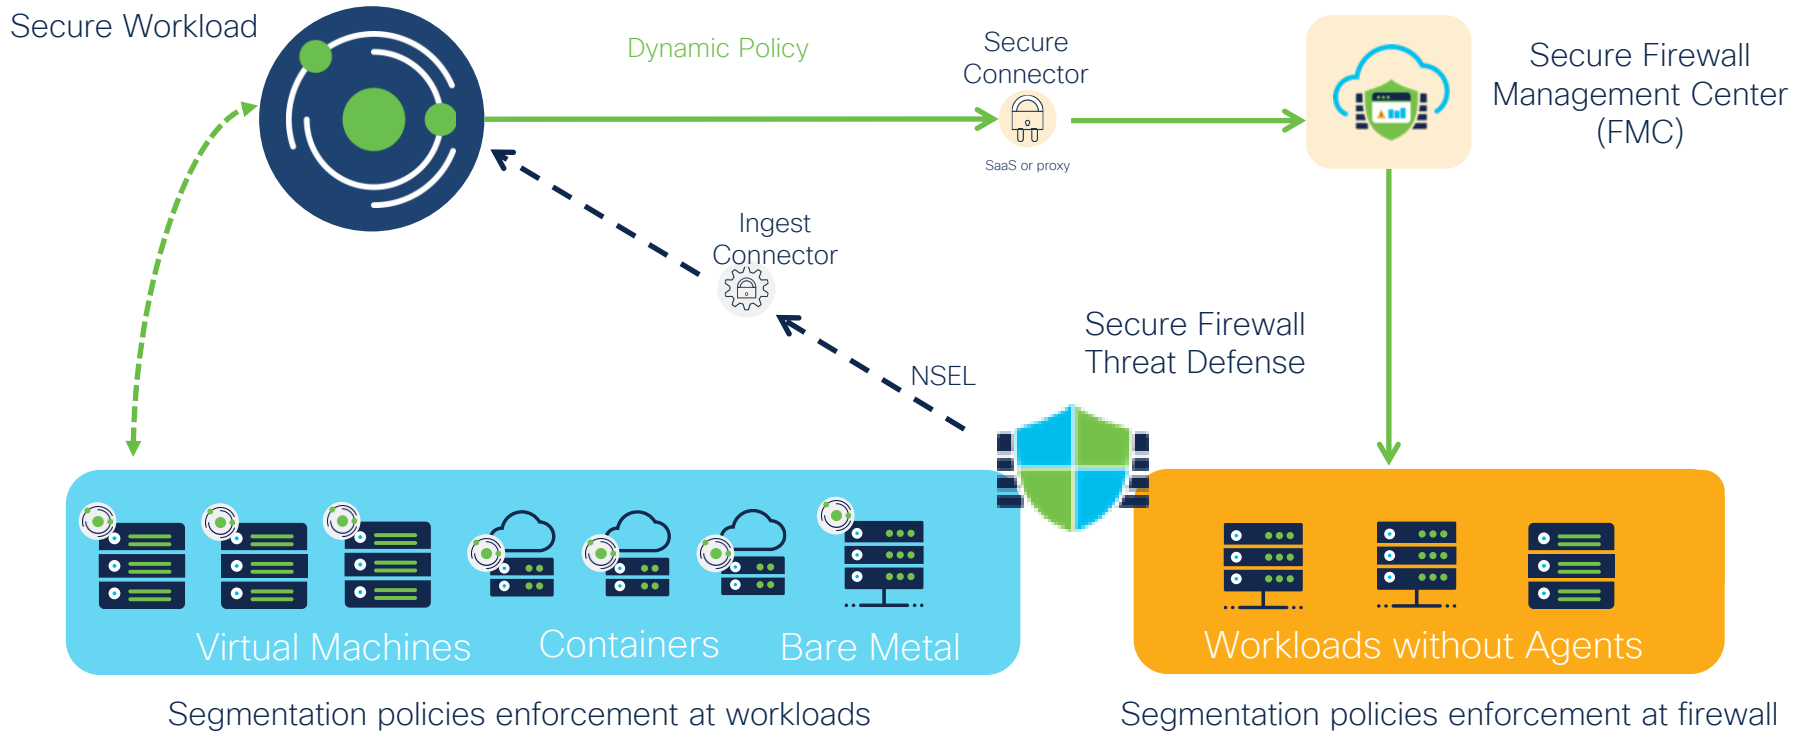 Secure Workload
Dynamic Policy
Secure
Connector
SaaS or proxy
Secure Firewall
Management Center
(FMC)
Ingest
Connector
NSEL
Secure Firewall
Threat Defense
Virtual Machines
Containers
Bare Metal
Workloads without Agents
Segmentation policies enforcement at workloads
Segmentation policies enforcement at firewall